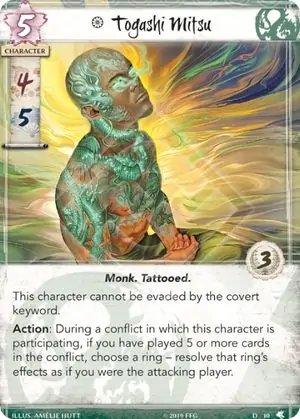 5
Togashi Mitsu
CHARACTER
4
5
Monk. Tattooed.
3
This character cannot be evaded by the covert
keyword.
Action: During a conflict in which this character is
participating, if you have played 5 or more cards
in the conflict, choose a ring – resolve that ring's
effects as if you were the attacking player.
ILLUS. AMÉLIE HUTT
© 2019 FFG
D 10